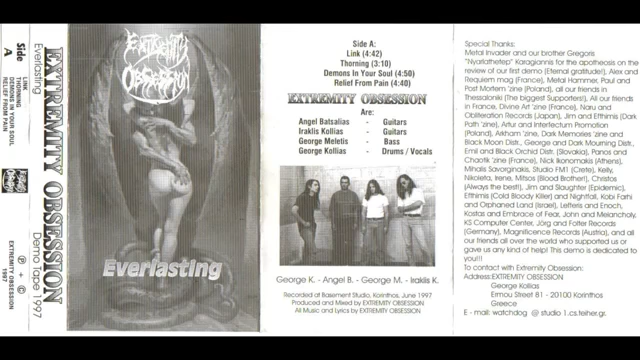 Side
A
Everlasting
LINK
THORNING
DEMONS IN YOUR SOUL
RELIEF FROM PAIN
EXTREMITY OBSESSION
Demo Tape 1997
EXTREMITY OBSESSION
1997
EXTREMITY
OBSESSION
Everlasting
Side A:
Link (4:42)
Thorning (3:10)
Demons In Your Soul (4:50)
Relief From Pain (4:40)
EXTREMITY OBSESSION
Are:
Angel Batsalias - Guitars
Iraklis Kollias - Guitars
George Meletis - Bass
George Kollias - Drums / Vocals
George K. - Angel B. - George M. - Iraklis K.
Recorded at Basement Studio, Korinthos, June 1997
Produced and Mixed by EXTREMITY OBSESSION
All Music and Lyrics by EXTREMITY OBSESSION
Special Thanks:
Metal Invader and our brother Gregoris
"Nyarlathetep" Karagiannis for the apotheosis on the
review of our first demo (Eternal gratitude!), Alex and
Requiem mag (France), Metal Hammer, Paul and
Post Mortem 'zine (Poland), all our friends in
Thessaloniki (The biggest Supporters!), All our friends
in France, Divine Art 'zine (France), Naru and
Obliteration Records (Japan), Jim and Efthimis (Dark
Path 'zine), Artur and Interlectum Promotion
(Poland), Arkham 'zine, Dark Memories 'zine and
Black Moon Distr., George and Dark Mourning Distr.,
Emil and Black Orchid Distr. (Slovakia), Panos and
Chaotik 'zine (France), Nick Ikonomakis (Athens),
Mihalis Savarginakis, Studio FM1 (Crete), Kelly,
Nikoleta, Irene, Mitsos (Blood Brother!), Christos
(Always the best!), Jim and Slaughter (Epidemic),
Efthimis (Cold Bloody Killer) and Nightfall, Kobi Farhi
and Orphaned Land (Israel), Lefteris and Enoch,
Kostas and Embrace of Fear, John and Melancholy,
KS Computer Center, Jörg and Folter Records
(Germany), Magnificence Records (Austria), and all
our friends all over the world who supported us or
gave us any kind of help! This demo is dedicated to
you!!!
To contact with Extremity Obsession:
Address:EXTREMITY OBSESSION
George Kollias
Ermou Street 81 - 20100 Korinthos
Greece
E - mail: watchdog @ studio 1.cs.teiher.gr.